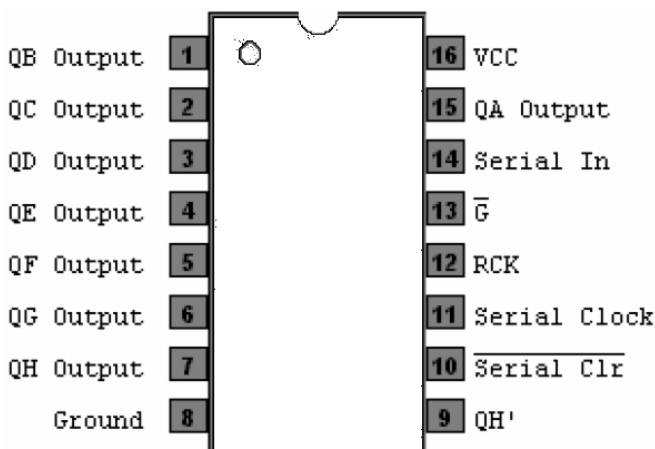 QB Output 1 16 VCC
QC Output 2 15 QA Output
QD Output 3 14 Serial In
QE Output 4 13 G̅
QF Output 5 12 RCK
QG Output 6 11 Serial Clock
QH Output 7 10 S̅e̅r̅i̅a̅l̅ ̅C̅l̅r̅
Ground 8 9 QH'